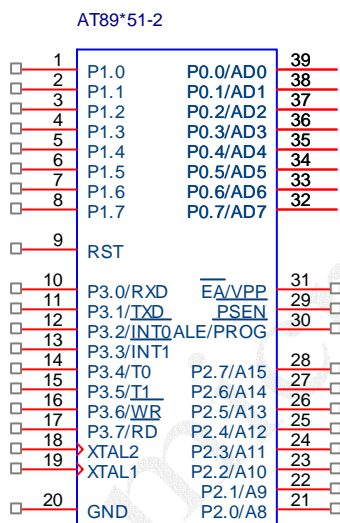 AT89*51-2
1 P1.0 P0.0/AD0 39
2 P1.1 P0.1/AD1 38
3 P1.2 P0.2/AD2 37
4 P1.3 P0.3/AD3 36
5 P1.4 P0.4/AD4 35
6 P1.5 P0.5/AD5 34
7 P1.6 P0.6/AD6 33
8 P1.7 P0.7/AD7 32
9 RST
10 P3.0/RXD EA/VPP 31
11 P3.1/TXD PSEN 29
12 P3.2/INT0 ALE/PROG 30
13 P3.3/INT1
14 P3.4/T0 P2.7/A15 28
15 P3.5/T1 P2.6/A14 27
16 P3.6/WR P2.5/A13 26
17 P3.7/RD P2.4/A12 25
18 XTAL2 P2.3/A11 24
19 XTAL1 P2.2/A10 23
P2.1/A9 22
20 GND P2.0/A8 21